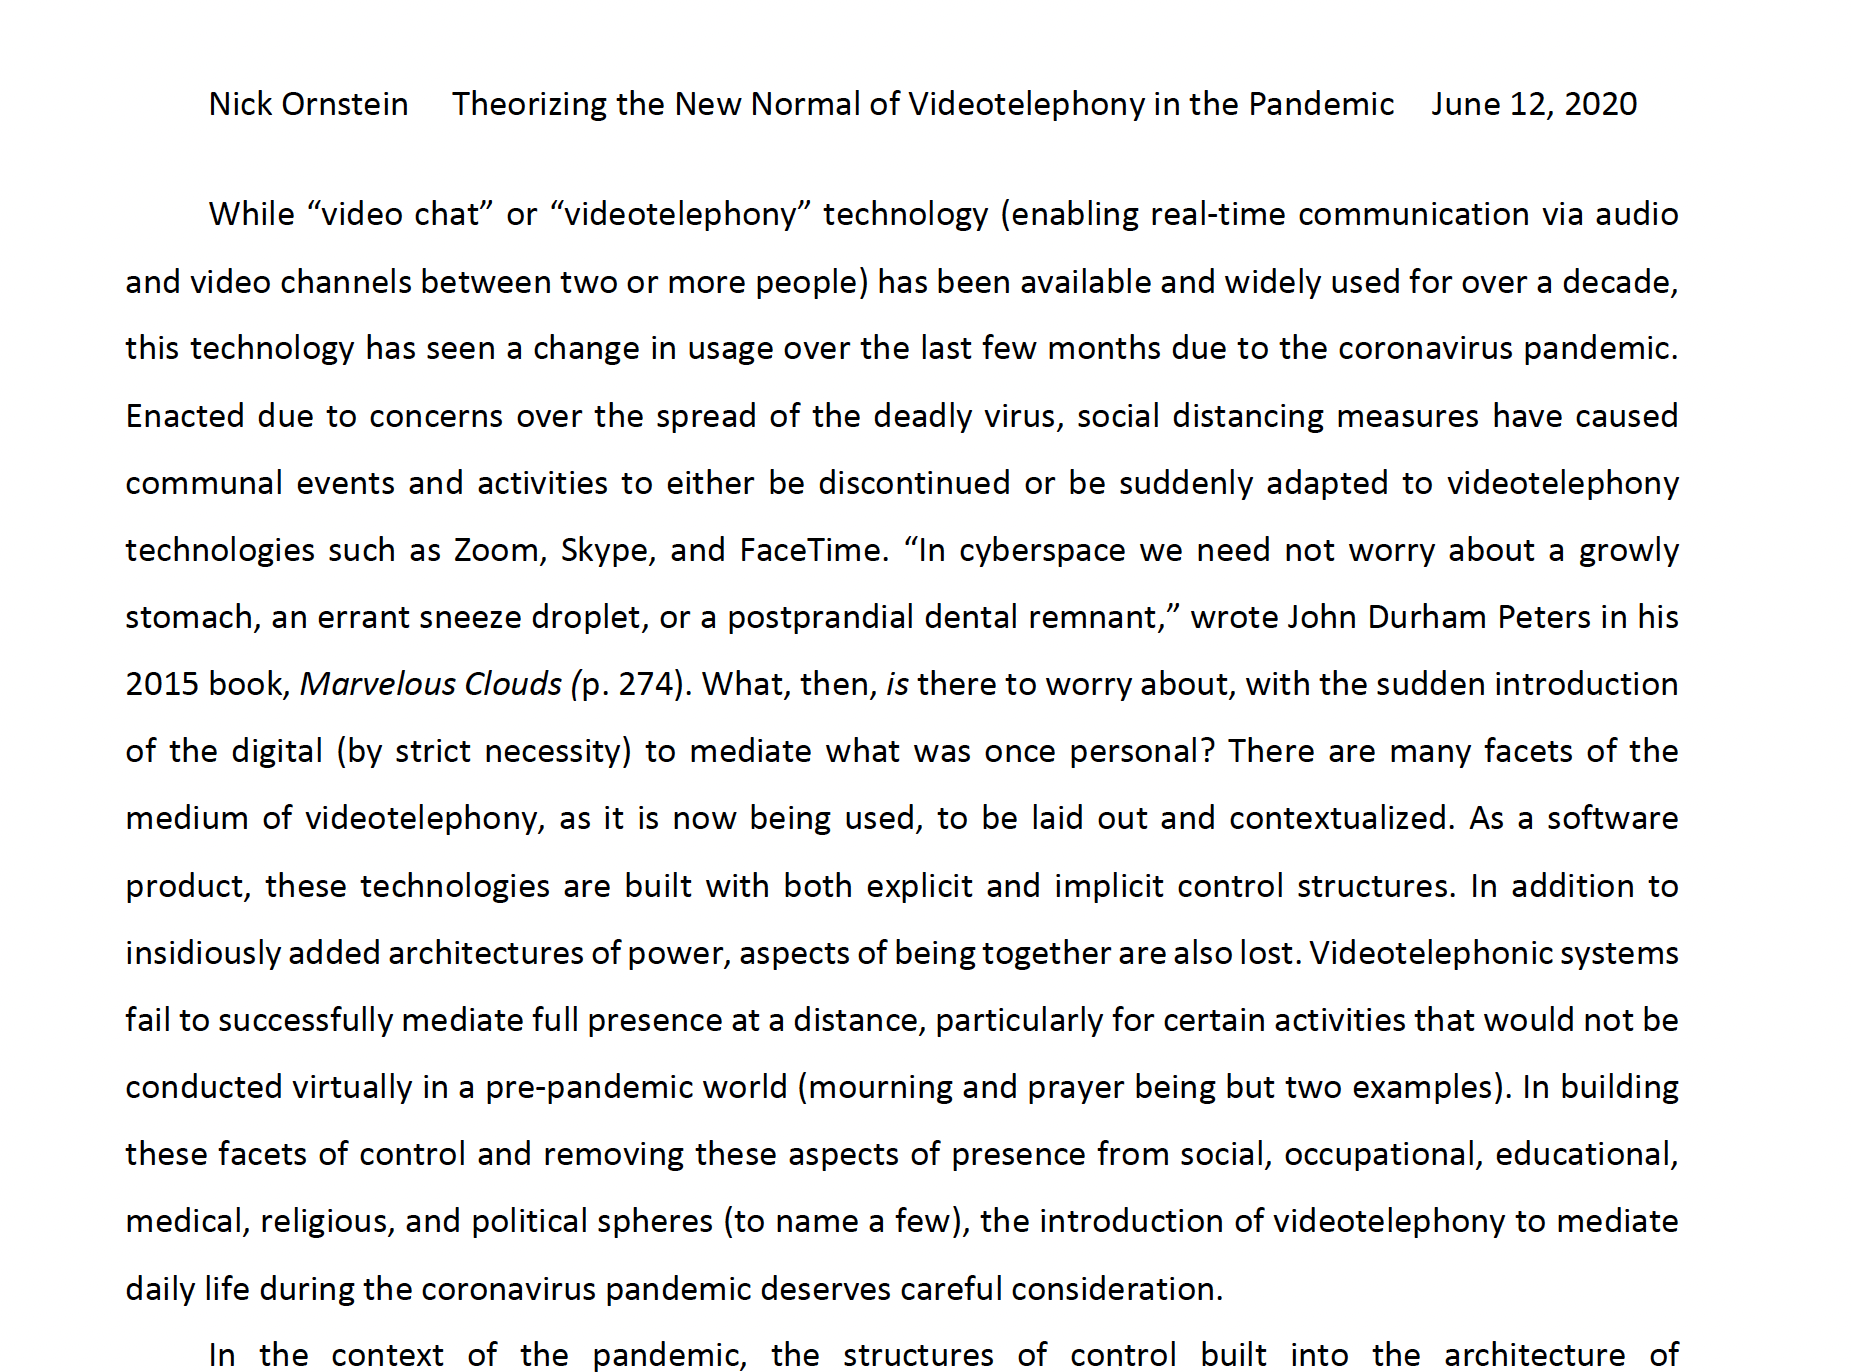 Nick Ornstein Theorizing the New Normal of Videotelephony in the Pandemic June 12, 2020
While “video chat” or “videotelephony” technology (enabling real-time communication via audio
and video channels between two or more people) has been available and widely used for over a decade,
this technology has seen a change in usage over the last few months due to the coronavirus pandemic.
Enacted due to concerns over the spread of the deadly virus, social distancing measures have caused
communal events and activities to either be discontinued or be suddenly adapted to videotelephony
technologies such as Zoom, Skype, and FaceTime. “In cyberspace we need not worry about a growly
stomach, an errant sneeze droplet, or a postprandial dental remnant,” wrote John Durham Peters in his
2015 book, Marvelous Clouds (p. 274). What, then, is there to worry about, with the sudden introduction
of the digital (by strict necessity) to mediate what was once personal? There are many facets of the
medium of videotelephony, as it is now being used, to be laid out and contextualized. As a software
product, these technologies are built with both explicit and implicit control structures. In addition to
insidiously added architectures of power, aspects of being together are also lost. Videotelephonic systems
fail to successfully mediate full presence at a distance, particularly for certain activities that would not be
conducted virtually in a pre-pandemic world (mourning and prayer being but two examples). In building
these facets of control and removing these aspects of presence from social, occupational, educational,
medical, religious, and political spheres (to name a few), the introduction of videotelephony to mediate
daily life during the coronavirus pandemic deserves careful consideration.
In the context of the pandemic, the structures of control built into the architecture of